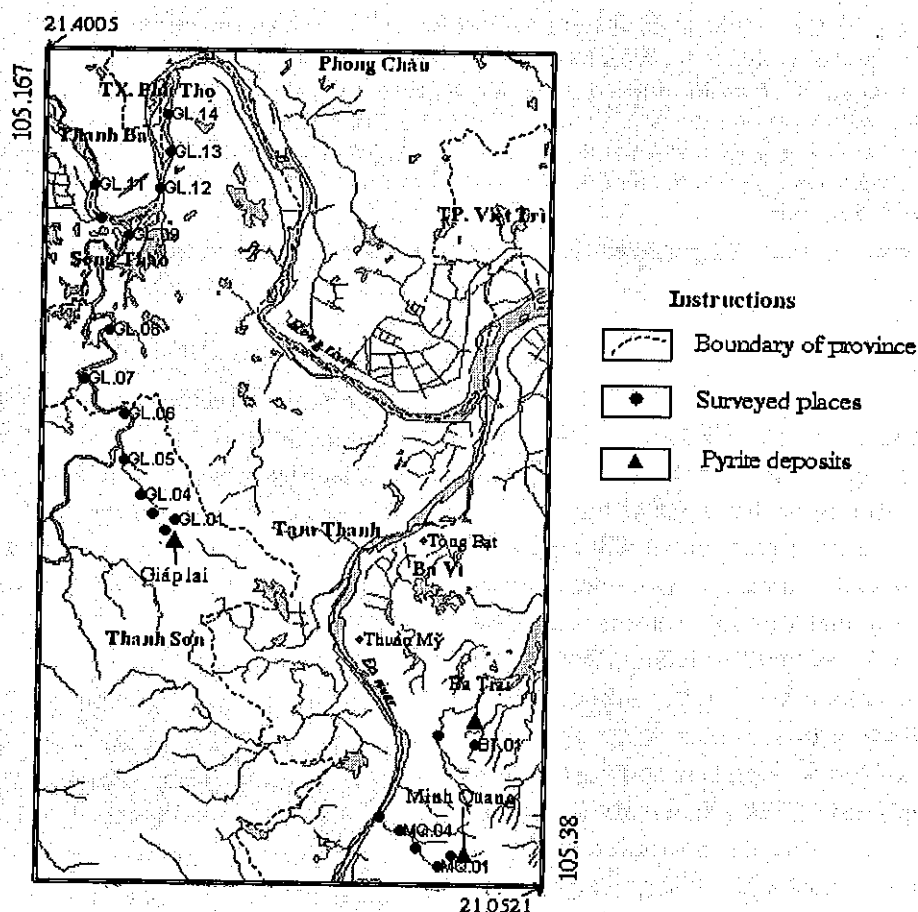 21.4005
105.167
Phong Châu
TX. Phú Thọ
GL.14
Thanh Ba
GL.13
GL.11
GL.12
TP. Việt Trì
GL.09
Sông Thao
GL.08
GL.07
GL.06
GL.05
GL.04
GL.01
Tam Thanh
Tòng Bạt
Ba Vì
Giáp lai
Thanh Sơn
Thuần Mỹ
Ba Trại
BT.01
Minh Quang
MQ.04
MQ.01
105.38
21.0521
Instructions
Boundary of province
Surveyed places
Pyrite deposits